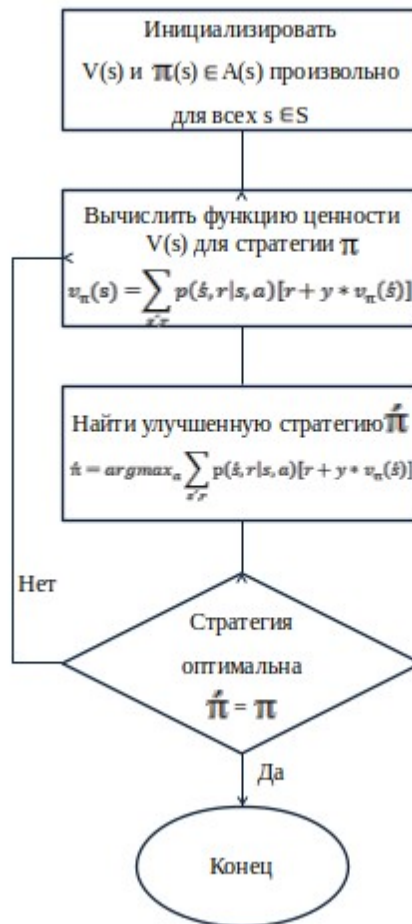 Инициализировать
V(s) и π(s) ∈ A(s) произвольно
для всех s ∈ S
Вычислить функцию ценности
V(s) для стратегии π
v_π(s) = ∑_{s',r} p(ś, r|s, a)[r + y * v_π(ś)]
Найти улучшенную стратегию π́
π́ = argmax_a ∑_{s',r} p(ś, r|s, a)[r + y * v_π(ś)]
Нет
Стратегия
оптимальна
π́ = π
Да
Конец